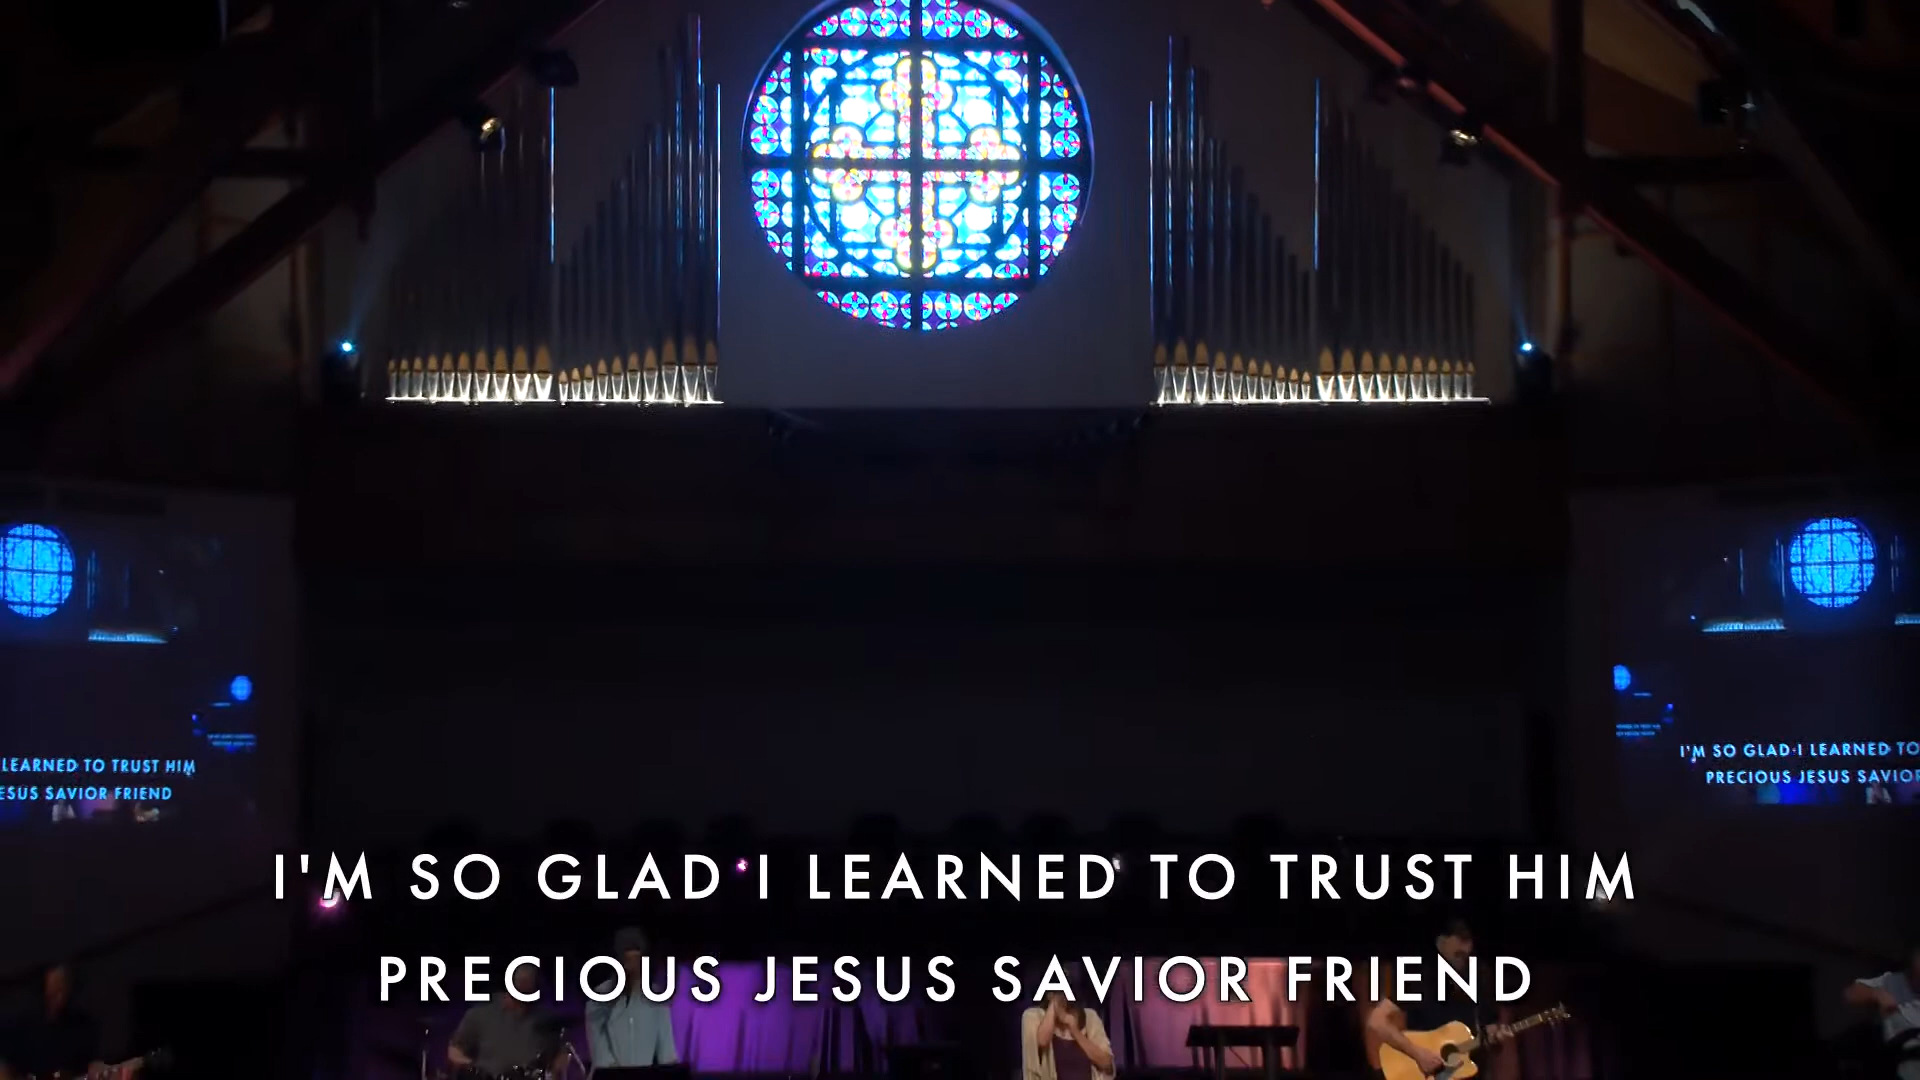 LEARNED TO TRUST HIM
ESUS SAVIOR FRIEND
I'M SO GLAD I LEARNED TO
PRECIOUS JESUS SAVIOR
I'M SO GLAD I LEARNED TO TRUST HIM
PRECIOUS JESUS SAVIOR FRIEND